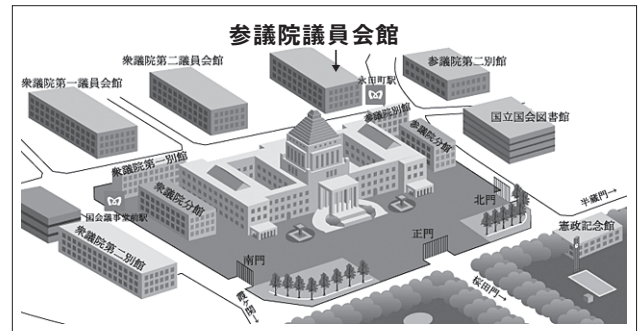 参議院議員会館
衆議院第二議員会館
衆議院第一議員会館
永田町駅
参議院第二別館
国立国会図書館
参議院別館
参議院分館
衆議院第一別館
衆議院分館
国会議事堂前駅
衆議院第二別館
北門
半蔵門→
憲政記念館
正門
南門
桜田門→
霞ヶ関→